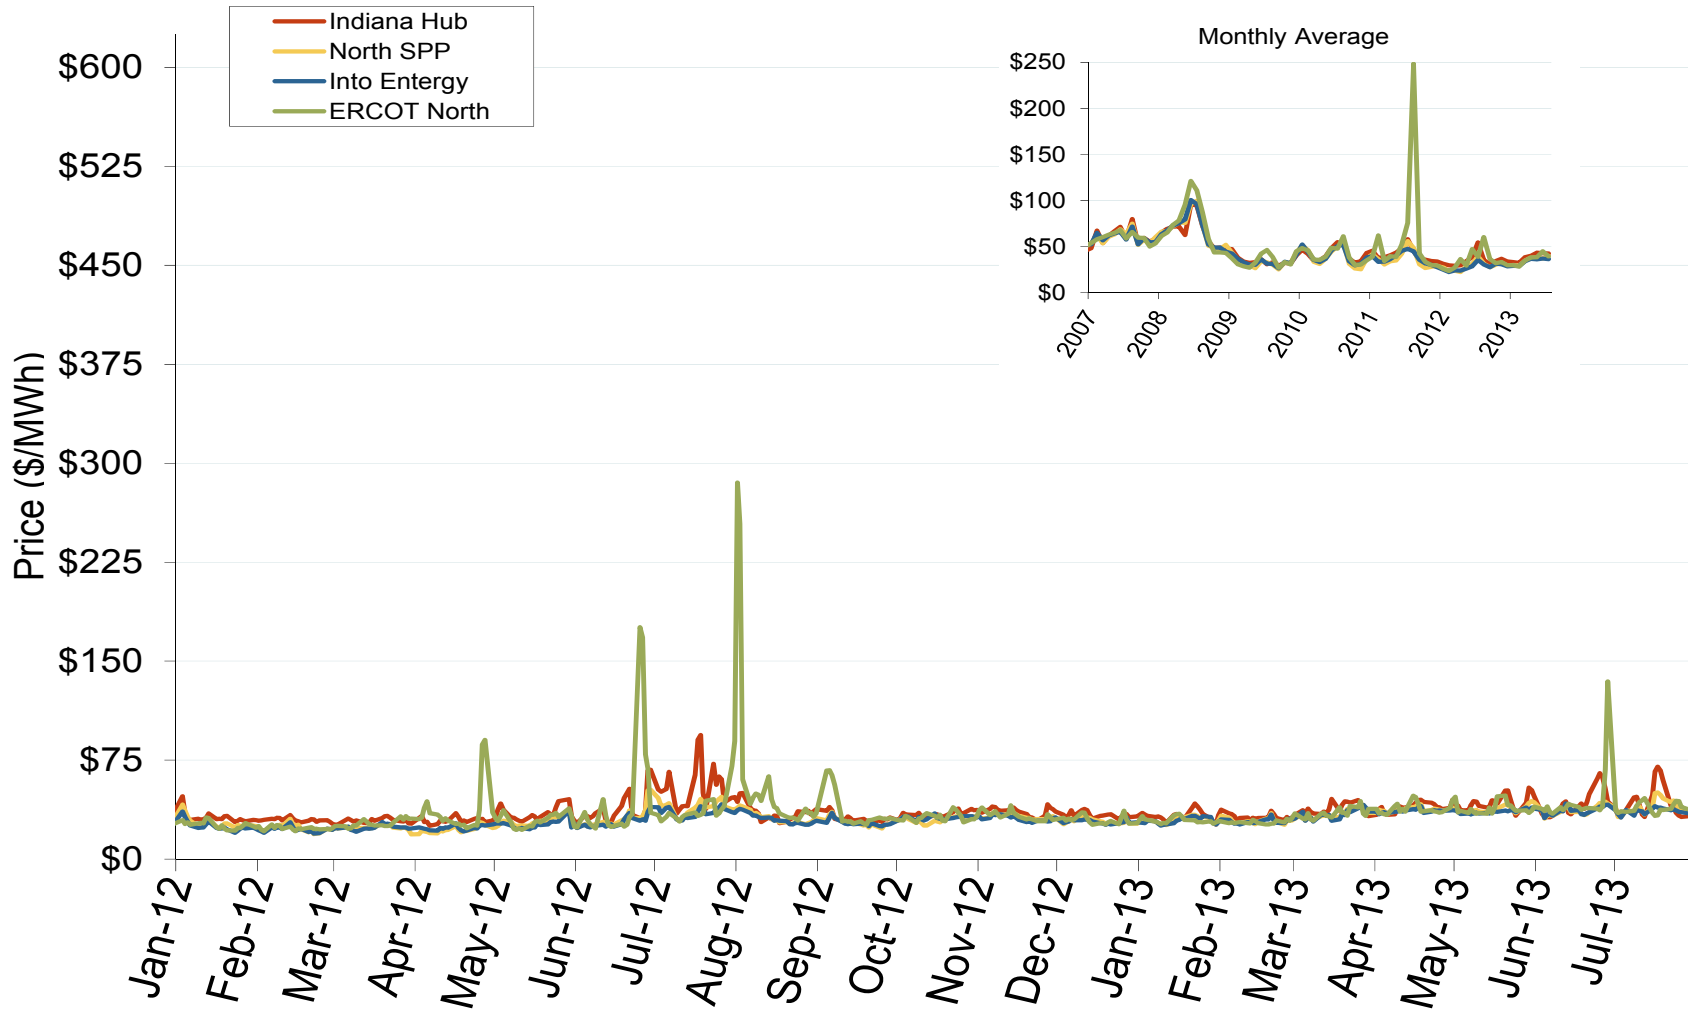 Indiana Hub
North SPP
Into Entergy
ERCOT North
Monthly Average
$250
$200
$150
$100
$50
$0
2007
2008
2009
2010
2011
2012
2013
Price ($/MWh)
$600
$525
$450
$375
$300
$225
$150
$75
$0
Jan-12
Feb-12
Mar-12
Apr-12
May-12
Jun-12
Jul-12
Aug-12
Sep-12
Oct-12
Nov-12
Dec-12
Jan-13
Feb-13
Mar-13
Apr-13
May-13
Jun-13
Jul-13